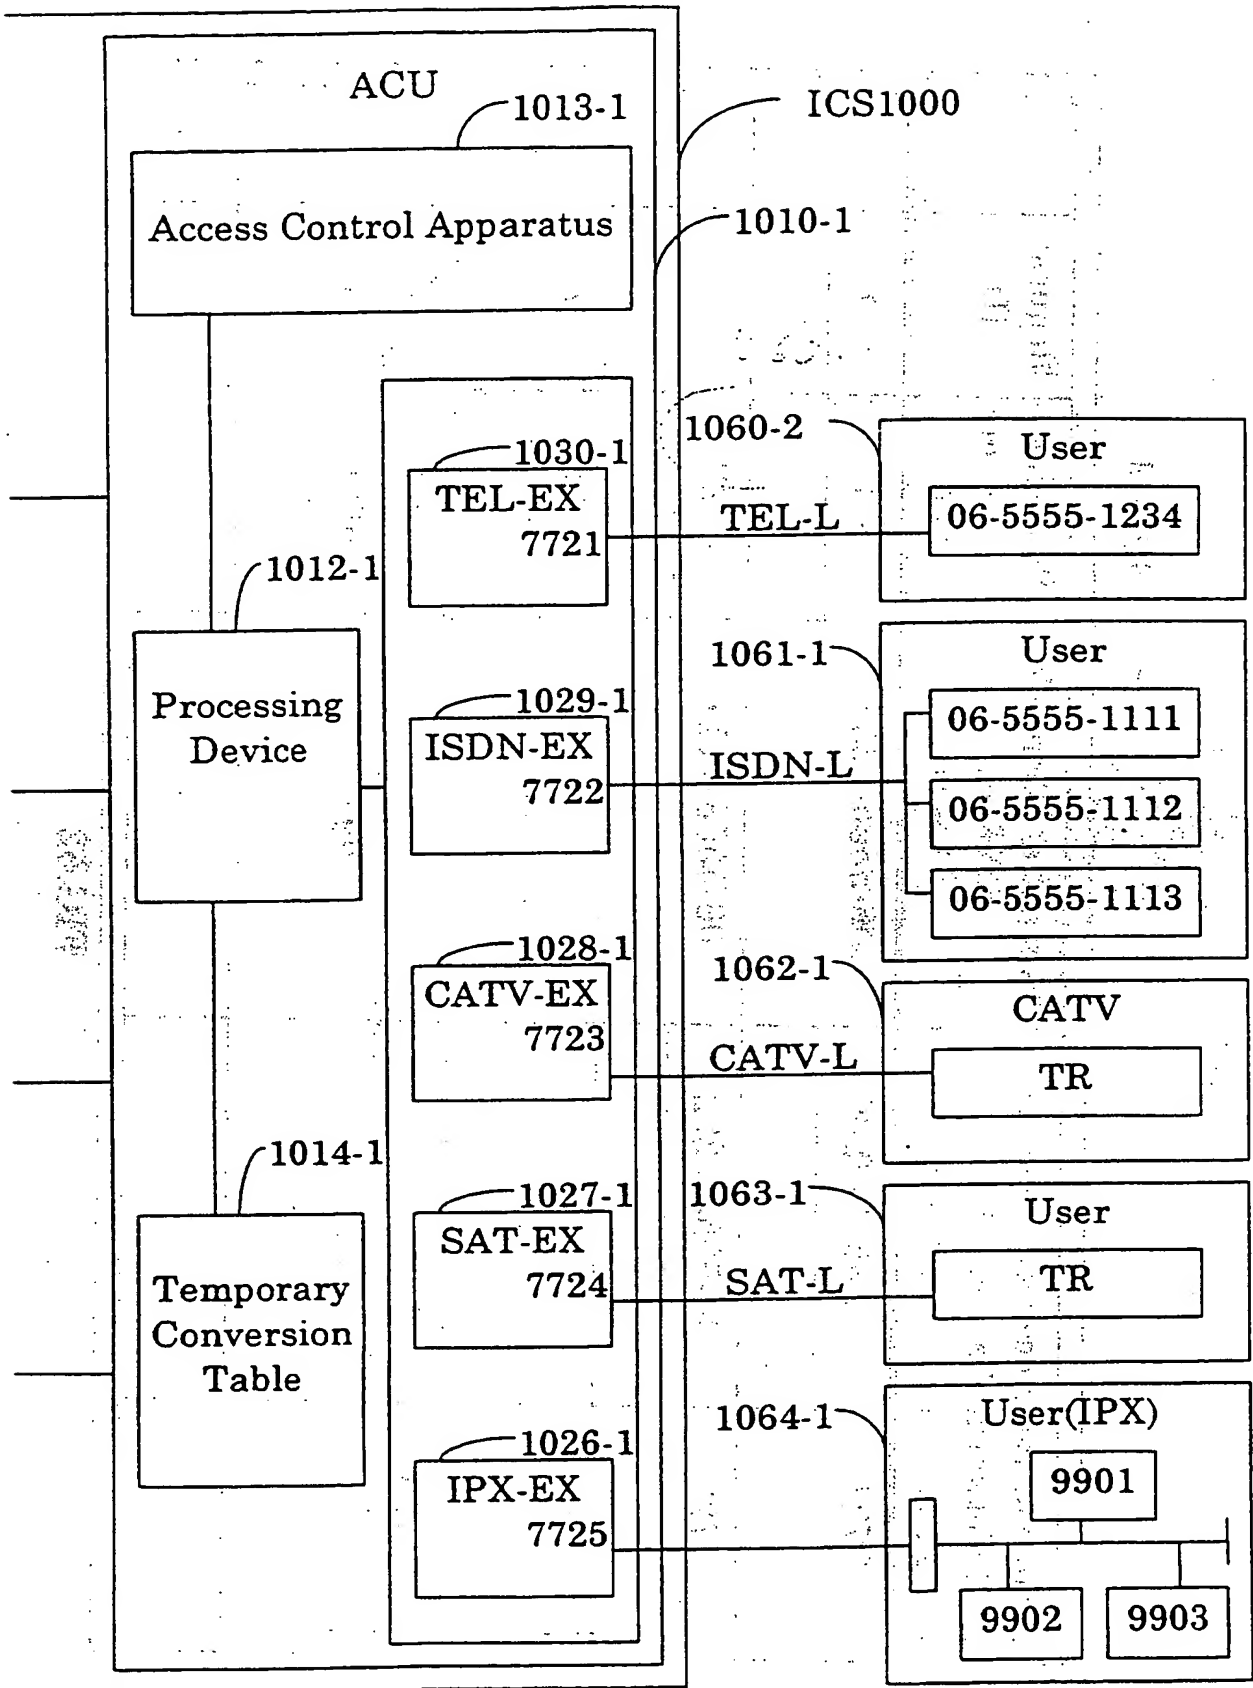 ACU
1013-1
ICS1000
Access Control Apparatus
1010-1
1060-2
User
1030-1
TEL-EX
7721
TEL-L
06-5555-1234
1012-1
Processing
Device
1061-1
User
1029-1
ISDN-EX
7722
ISDN-L
06-5555-1111
06-5555-1112
06-5555-1113
1028-1
CATV-EX
7723
1062-1
CATV
CATV-L
TR
1014-1
Temporary
Conversion
Table
1027-1
SAT-EX
7724
1063-1
User
SAT-L
TR
1026-1
IPX-EX
7725
1064-1
User(IPX)
9901
9902
9903